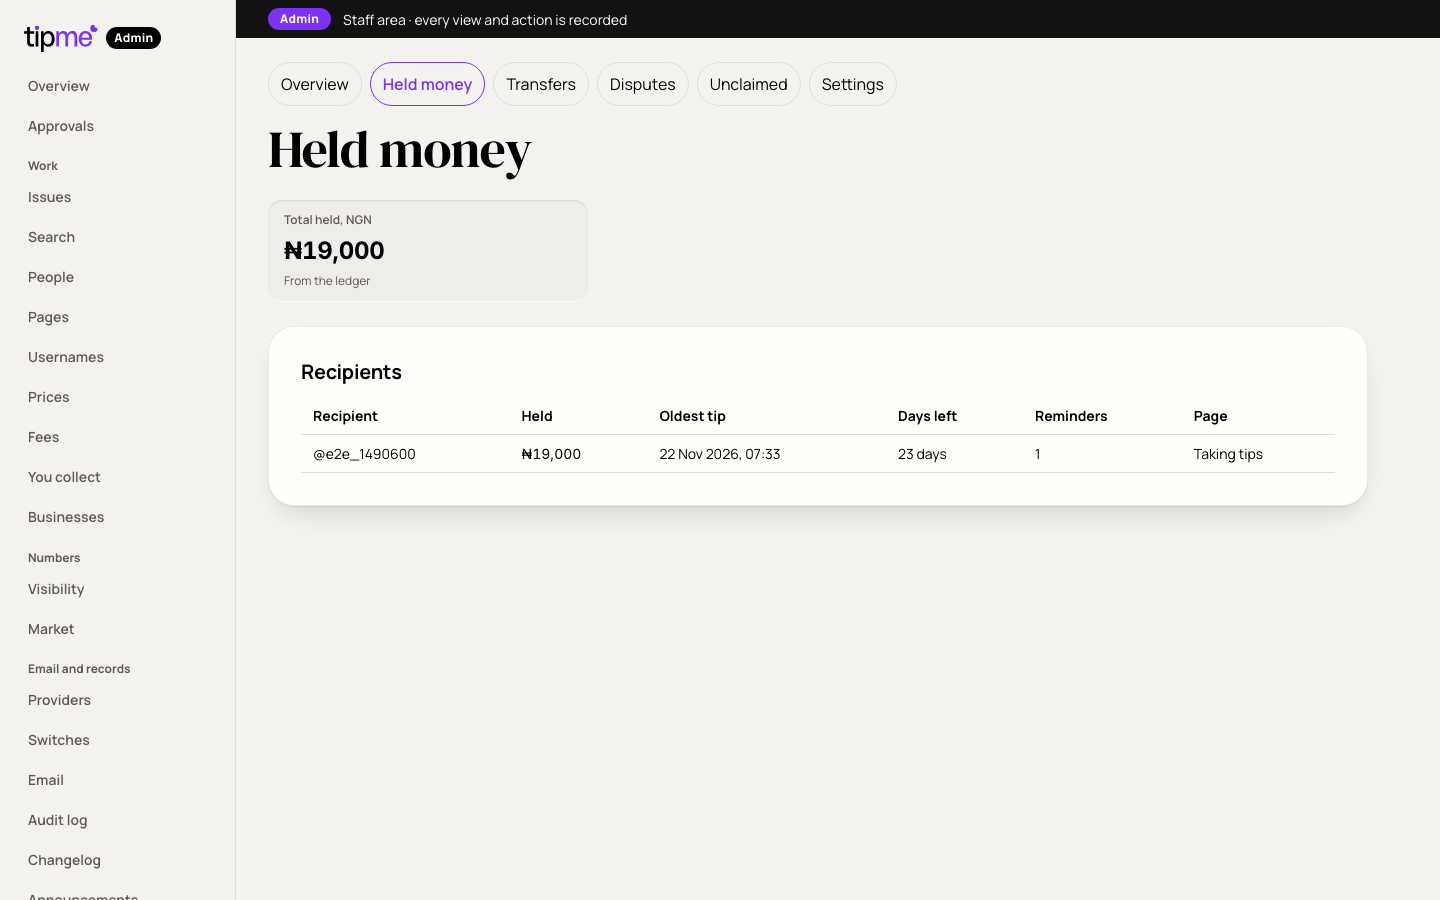 tipme Admin
Admin Staff area · every view and action is recorded
Overview
Approvals
Work
Issues
Search
People
Pages
Usernames
Prices
Fees
You collect
Businesses
Numbers
Visibility
Market
Email and records
Providers
Switches
Email
Audit log
Changelog
Announcements
Overview Held money Transfers Disputes Unclaimed Settings
Held money
Total held, NGN
₦19,000
From the ledger
Recipients
Recipient Held Oldest tip Days left Reminders Page
@e2e_1490600 ₦19,000 22 Nov 2026, 07:33 23 days 1 Taking tips